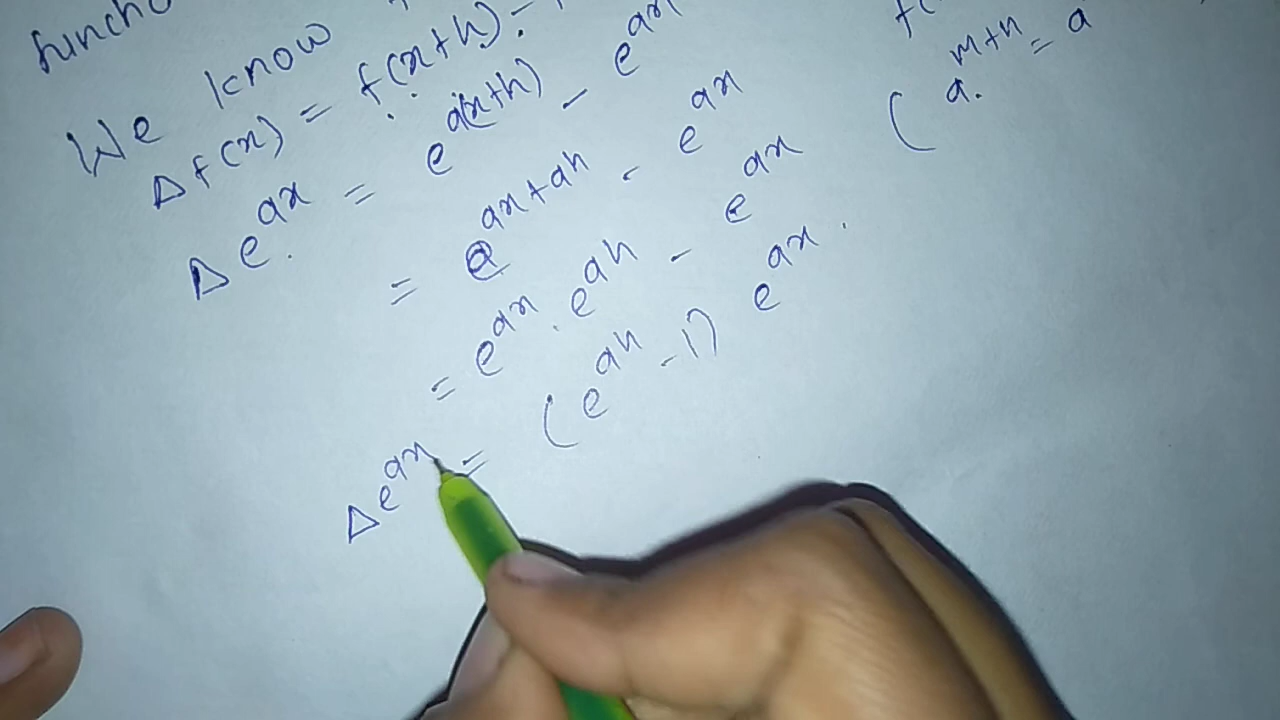 We know
Δf(x) = f(x+h) -
Δe^{ax} = e^{a(x+h)} - e^{ax}
= e^{ax+ah} - e^{ax} ( a^{m+n} = a
= e^{ax} . e^{ah} - e^{ax}
Δe^{ax} = (e^{ah} - 1) e^{ax} .